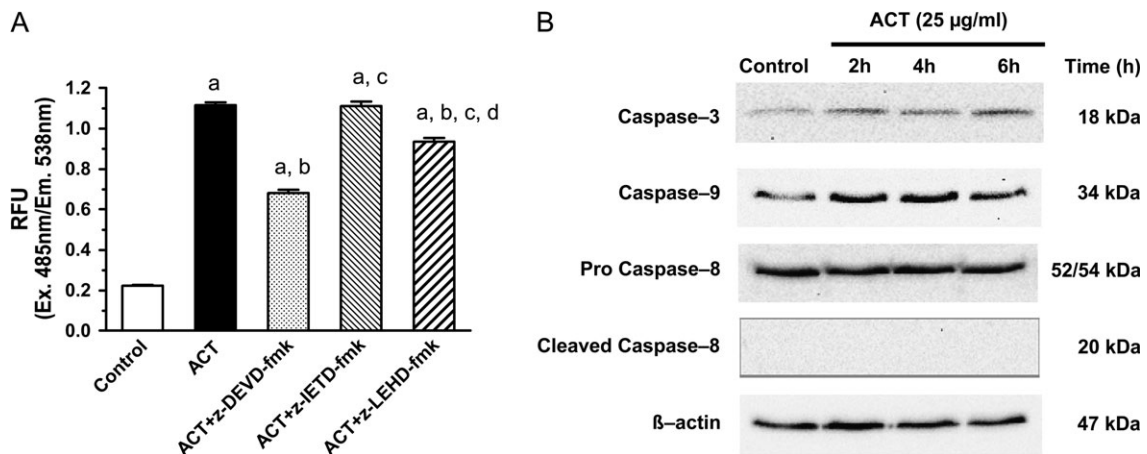 A
RFU
(Ex. 485nm/Em. 538nm)
1.2
1.0
0.8
0.6
0.4
0.2
0.0
a
a, b
a, c
a, b, c, d
Control
ACT
ACT+z-DEVD-fmk
ACT+z-IETD-fmk
ACT+z-LEHD-fmk
B
ACT (25 µg/ml)
Control 2h 4h 6h Time (h)
Caspase–3 18 kDa
Caspase–9 34 kDa
Pro Caspase–8 52/54 kDa
Cleaved Caspase–8 20 kDa
ß–actin 47 kDa